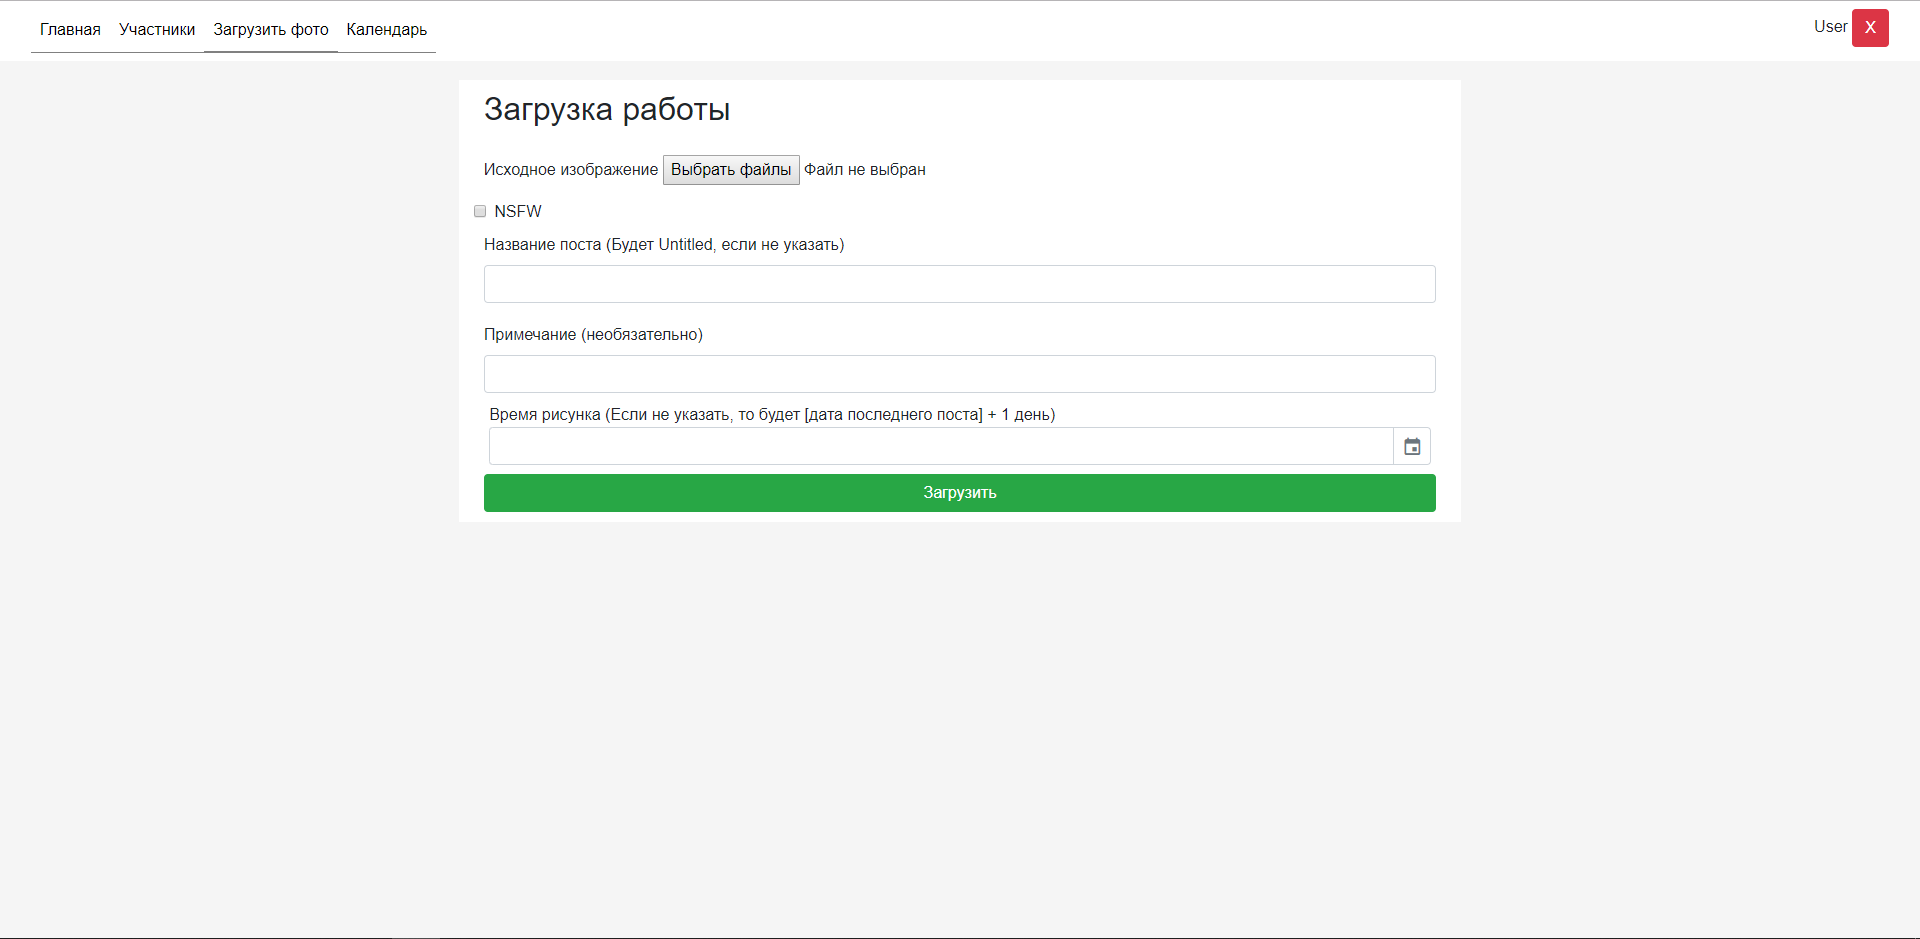 Главная Участники Загрузить фото Календарь User X
Загрузка работы
Исходное изображение Выбрать файлы Файл не выбран
NSFW
Название поста (Будет Untitled, если не указать)
Примечание (необязательно)
Время рисунка (Если не указать, то будет [дата последнего поста] + 1 день)
Загрузить